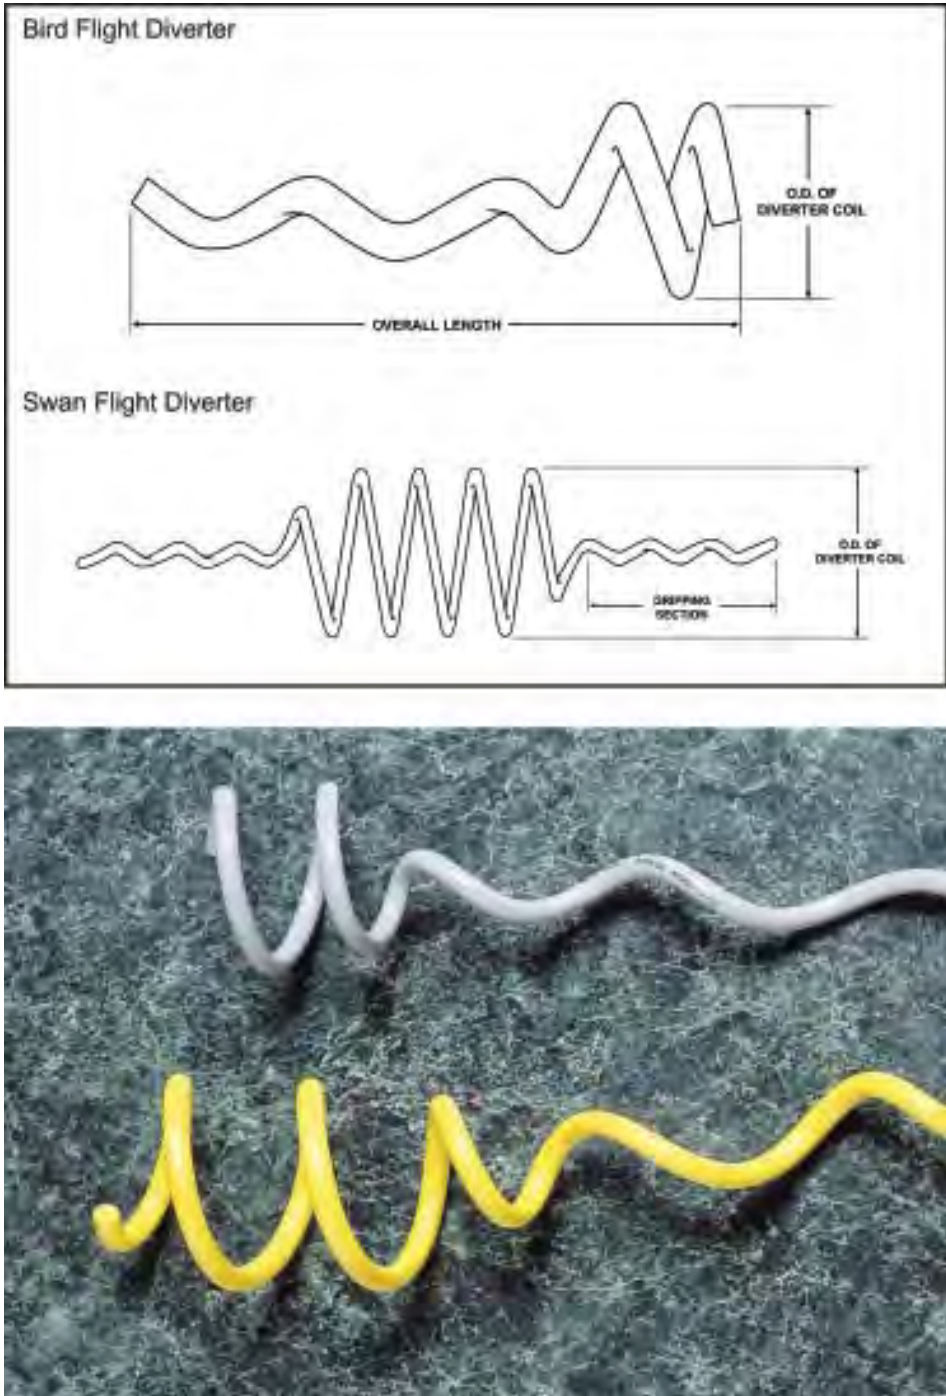 Bird Flight Diverter
O.D. OF
DIVERTER COIL
OVERALL LENGTH
Swan Flight Diverter
O.D. OF
DIVERTER COIL
GRIPPING
SECTION